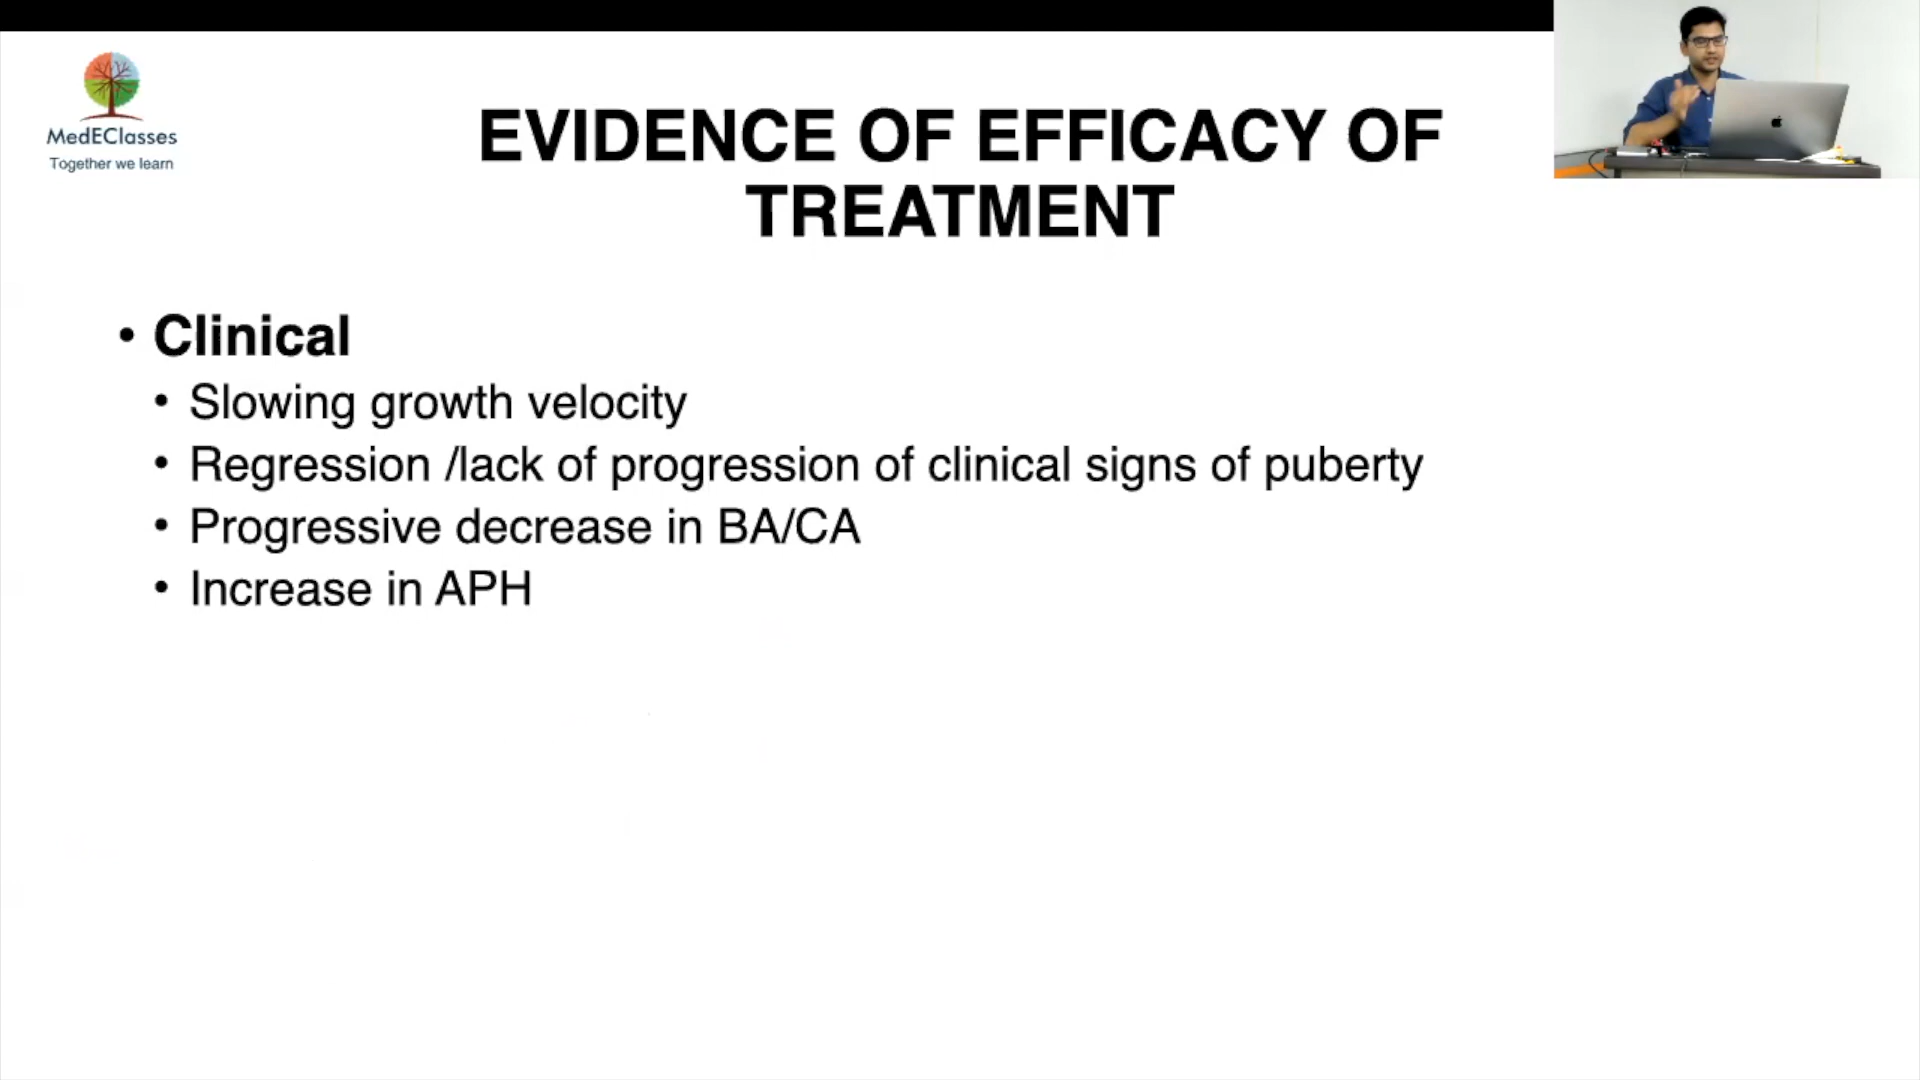 MedEClasses
Together we learn
EVIDENCE OF EFFICACY OF
TREATMENT
• Clinical
• Slowing growth velocity
• Regression /lack of progression of clinical signs of puberty
• Progressive decrease in BA/CA
• Increase in APH